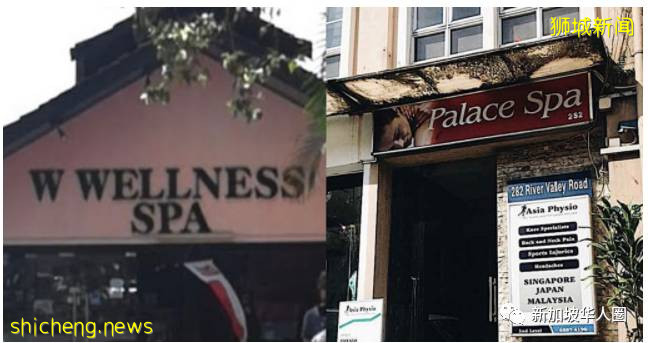 狮城新闻
W WELLNESS
SPA
shicheng.news
Palace Spa
282
282 River Valley Road
Asia Physio
Knee Specialists
Back and Neck Pain
Sports Injuries
Headaches
SINGAPORE
JAPAN
MALAYSIA
2nd Level
Asia Physio
新加坡华人圈